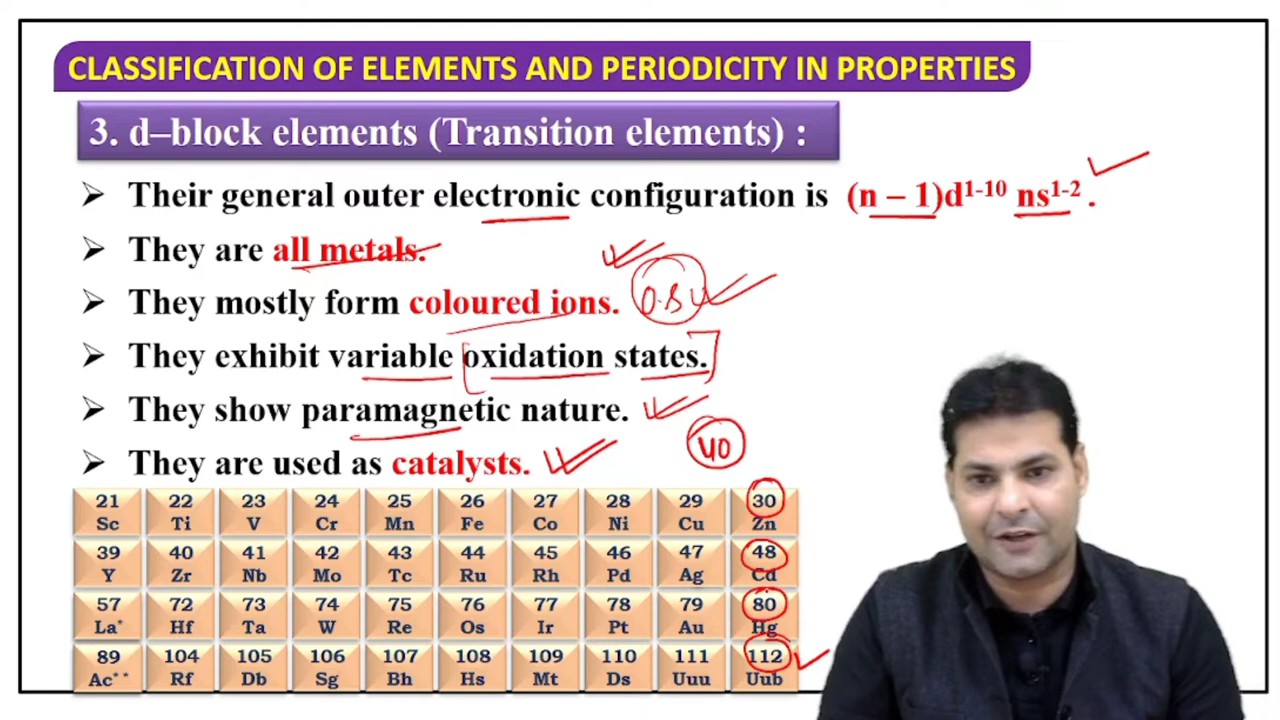 CLASSIFICATION OF ELEMENTS AND PERIODICITY IN PROPERTIES
3. d–block elements (Transition elements) :
➢ Their general outer electronic configuration is (n – 1)d¹⁻¹⁰ ns¹⁻² .
➢ They are all metals.
➢ They mostly form coloured ions.
➢ They exhibit variable [oxidation states.]
➢ They show paramagnetic nature.
40
➢ They are used as catalysts.
21 22 23 24 25 26 27 28 29 30
Sc Ti V Cr Mn Fe Co Ni Cu Zn
39 40 41 42 43 44 45 46 47 48
Y Zr Nb Mo Tc Ru Rh Pd Ag Cd
57 72 73 74 75 76 77 78 79 80
La* Hf Ta W Re Os Ir Pt Au Hg
89 104 105 106 107 108 109 110 111 112
Ac** Rf Db Sg Bh Hs Mt Ds Uuu Uub